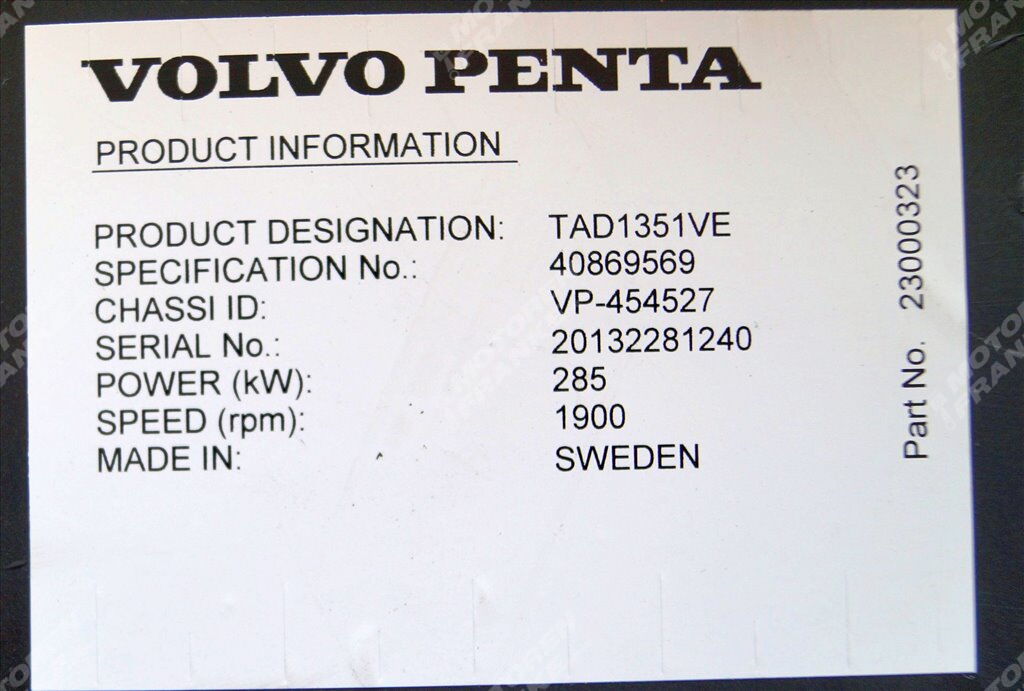 VOLVO PENTA
PRODUCT INFORMATION
PRODUCT DESIGNATION: TAD1351VE
SPECIFICATION No.: 40869569
CHASSI ID: VP-454527
SERIAL No.: 20132281240
POWER (kW): 285
SPEED (rpm): 1900
MADE IN: SWEDEN
Part No. 23000323